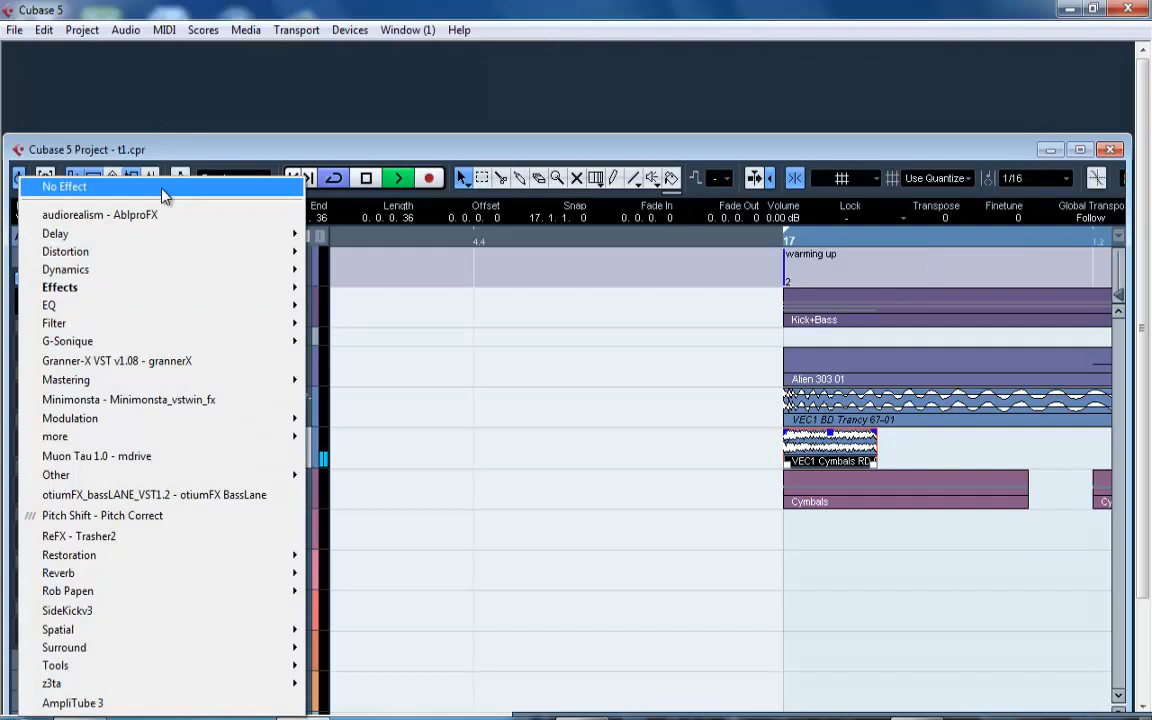 Cubase 5
File Edit Project Audio MIDI Scores Media Transport Devices Window (1) Help
Cubase 5 Project - t1.cpr
Use Quantize 1/16
End Length Offset Snap Fade In Fade Out Volume Lock Transpose Finetune Global Transpo
36 0. 0. 0. 36 0. 0. 0. 0 17. 1. 1. 0 0. 0. 0. 0 0. 0. 0. 0 0.00 dB - 0 0 Follow
No Effect
audiorealism - AblproFX
Delay
Distortion
Dynamics
Effects
EQ
Filter
G-Sonique
Granner-X VST v1.08 - grannerX
Mastering
Minimonsta - Minimonsta_vstwin_fx
Modulation
more
Muon Tau 1.0 - mdrive
Other
otiumFX_bassLANE_VST1.2 - otiumFX BassLane
Pitch Shift - Pitch Correct
ReFX - Trasher2
Restoration
Reverb
Rob Papen
SideKickv3
Spatial
Surround
Tools
z3ta
AmpliTube 3
4.4 17 1.2
warming up
2
Kick+Bass
Alien 303 01
VEC1 BD Trancy 67-01
VEC1 Cymbals RD
Cymbals Cy